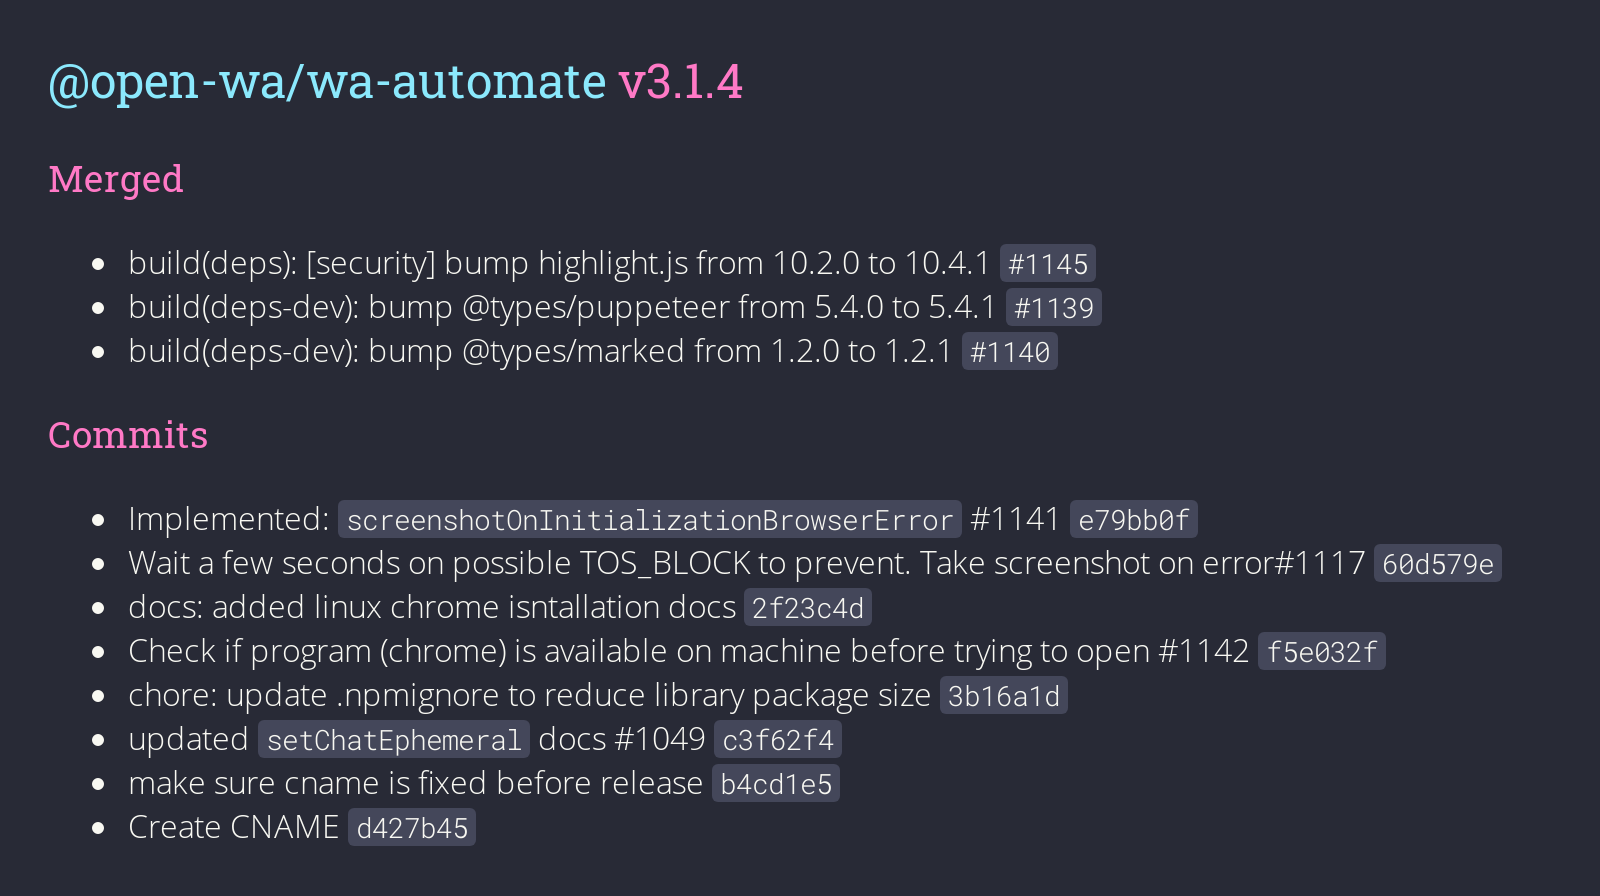 @open-wa/wa-automate v3.1.4
Merged
build(deps): [security] bump highlight.js from 10.2.0 to 10.4.1 #1145
build(deps-dev): bump @types/puppeteer from 5.4.0 to 5.4.1 #1139
build(deps-dev): bump @types/marked from 1.2.0 to 1.2.1 #1140
Commits
Implemented: screenshotOnInitializationBrowserError #1141 e79bb0f
Wait a few seconds on possible TOS_BLOCK to prevent. Take screenshot on error#1117 60d579e
docs: added linux chrome isntallation docs 2f23c4d
Check if program (chrome) is available on machine before trying to open #1142 f5e032f
chore: update .npmignore to reduce library package size 3b16a1d
updated setChatEphemeral docs #1049 c3f62f4
make sure cname is fixed before release b4cd1e5
Create CNAME d427b45